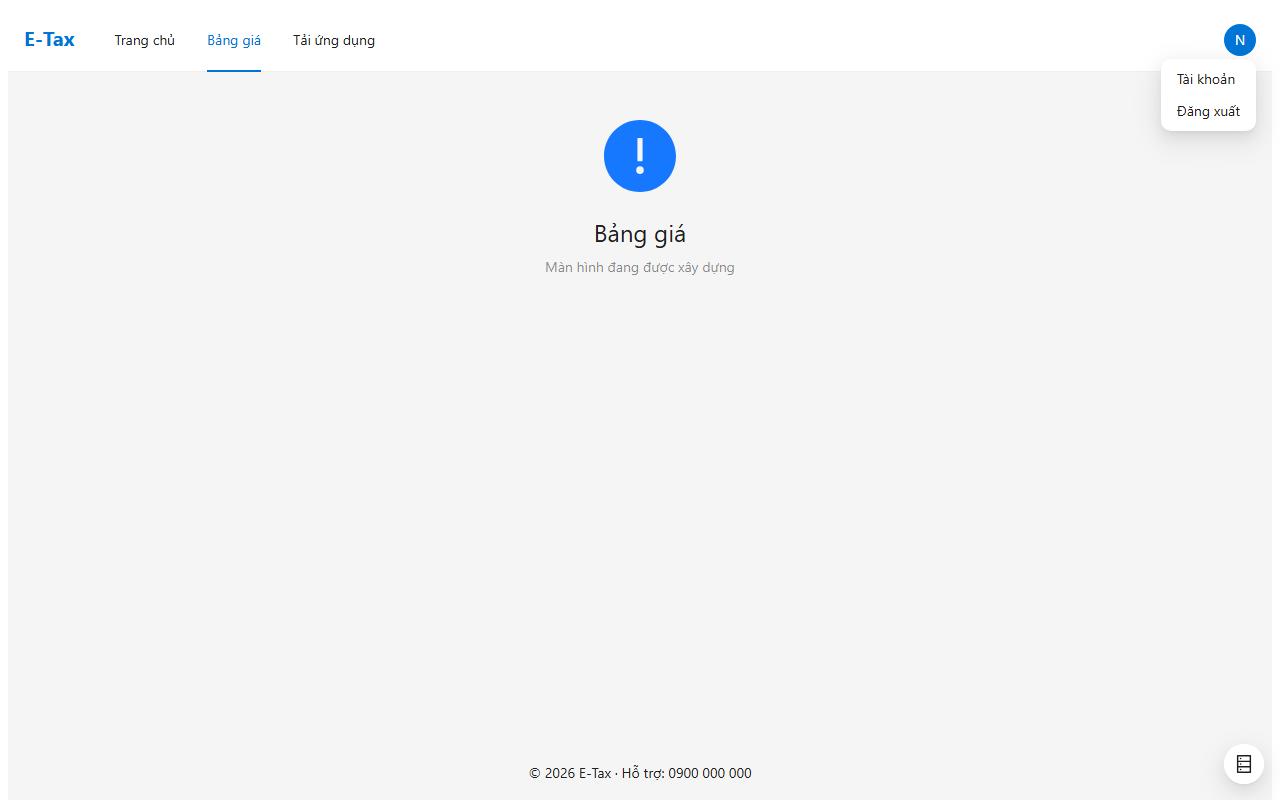 E-Tax
Trang chủ
Bảng giá
Tải ứng dụng
N
Tài khoản
Đăng xuất
Bảng giá
Màn hình đang được xây dựng
© 2026 E-Tax · Hỗ trợ: 0900 000 000